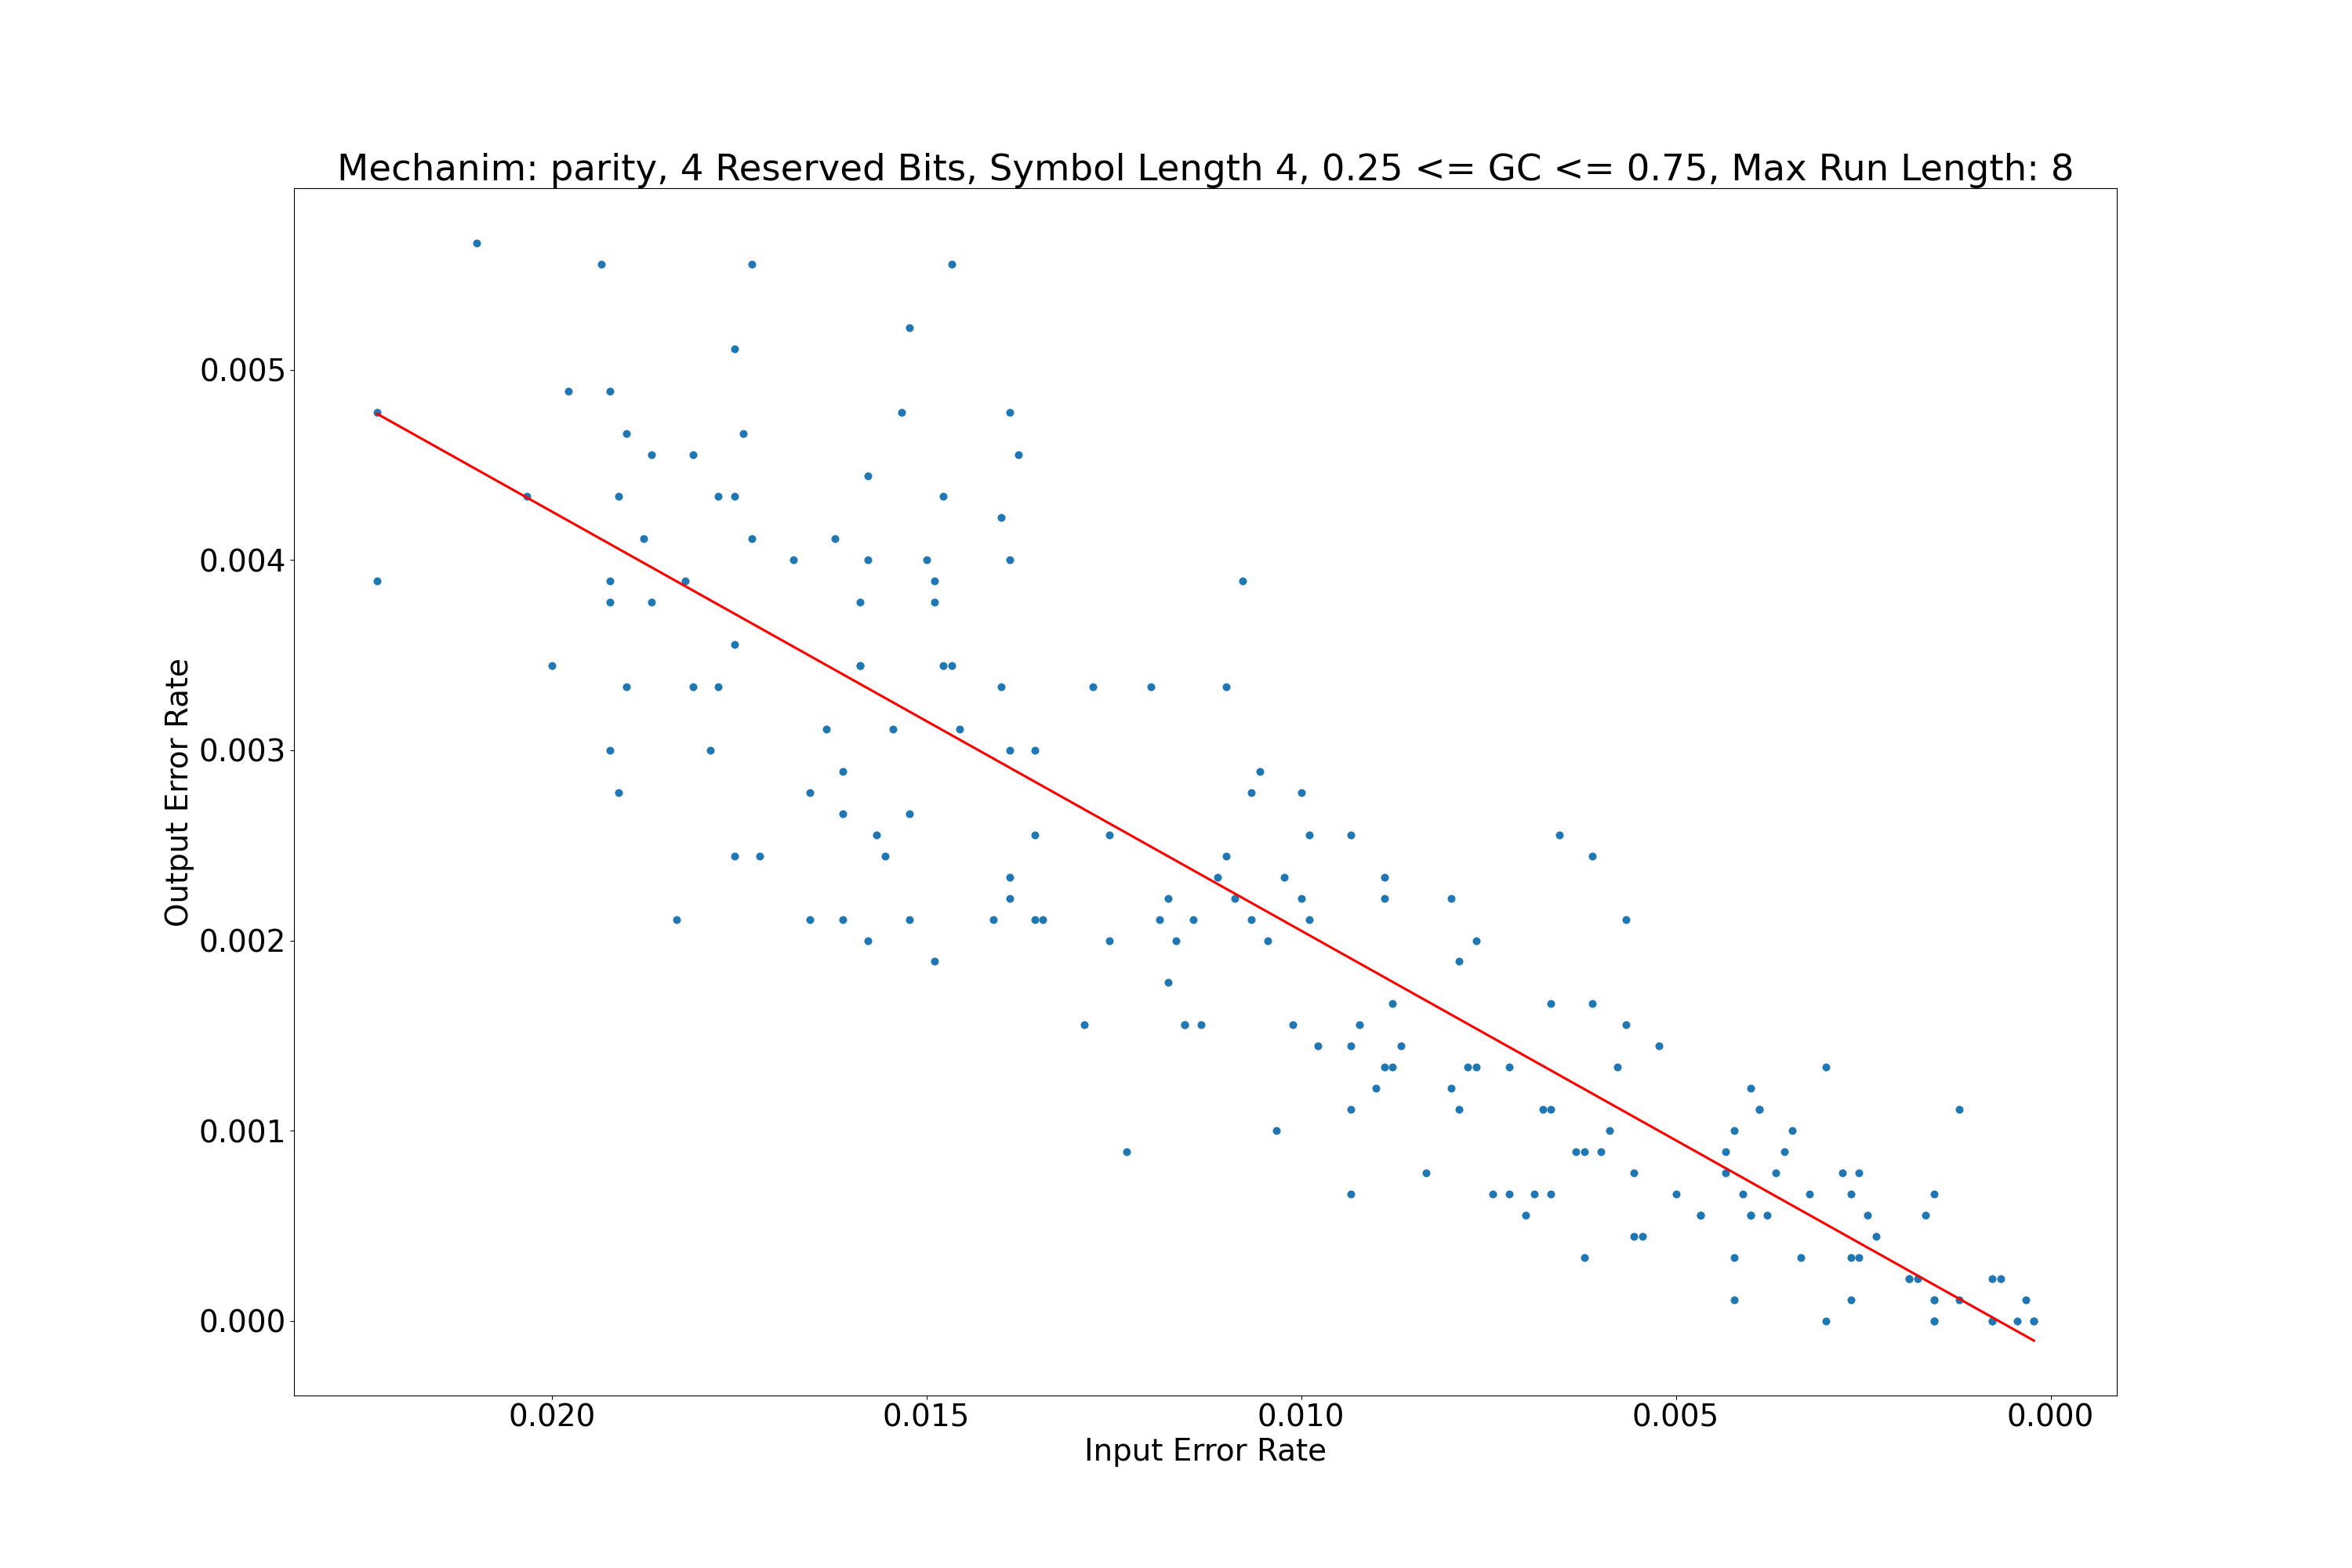 Mechanim: parity, 4 Reserved Bits, Symbol Length 4, 0.25 <= GC <= 0.75, Max Run Length: 8
0.005
0.004
0.003
0.002
0.001
0.000
Output Error Rate
0.020 0.015 0.010 0.005 0.000
Input Error Rate